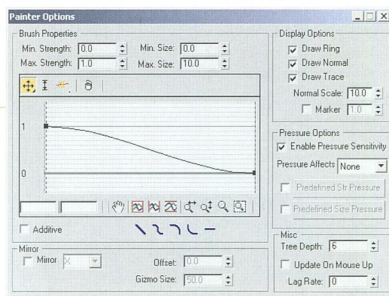 Painter Options
Brush Properties
Min. Strength: 0.0 Min. Size: 0.0
Max. Strength: 1.0 Max. Size: 10.0
1
0
Additive
Mirror
Mirror X Offset: 0.0
Gizmo Size: 50.0
Display Options
Draw Ring
Draw Normal
Draw Trace
Normal Scale: 10.0
Marker 1.0
Pressure Options
Enable Pressure Sensitivity
Pressure Affects None
Predefined Str Pressure
Predefined Size Pressure
Misc
Tree Depth: 6
Update On Mouse Up
Lag Rate: 0